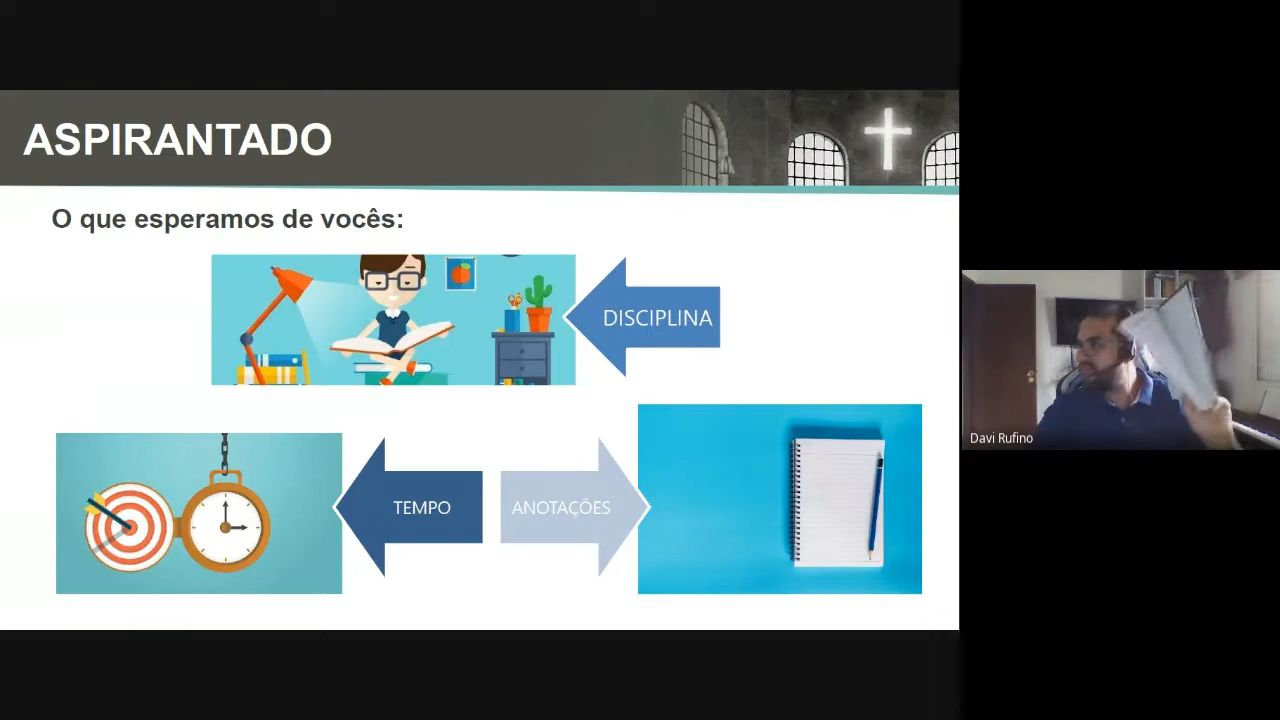 ASPIRANTADO
O que esperamos de vocês:
DISCIPLINA
TEMPO
ANOTAÇÕES
Davi Rufino